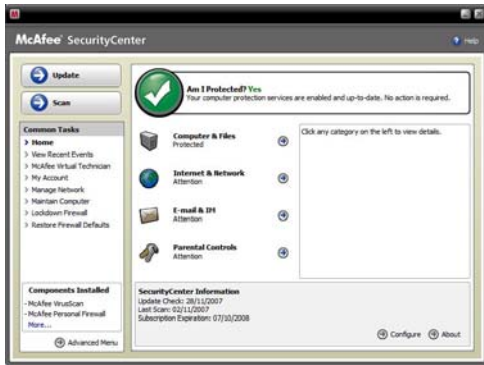 McAfee SecurityCenter
Help
Update
Scan
Common Tasks
> Home
> View Recent Events
> McAfee Virtual Technician
> My Account
> Manage Network
> Maintain Computer
> Lockdown Firewall
> Restore Firewall Defaults
Components Installed
- McAfee VirusScan
- McAfee Personal Firewall
More...
Advanced Menu
Am I Protected? Yes
Your computer protection services are enabled and up-to-date. No action is required.
Computer & Files
Protected
Internet & Network
Attention
E-mail & IM
Attention
Parental Controls
Attention
Click any category on the left to view details.
SecurityCenter Information
Update Check: 28/11/2007
Last Scan: 02/11/2007
Subscription Expiration: 07/10/2008
Configure
About